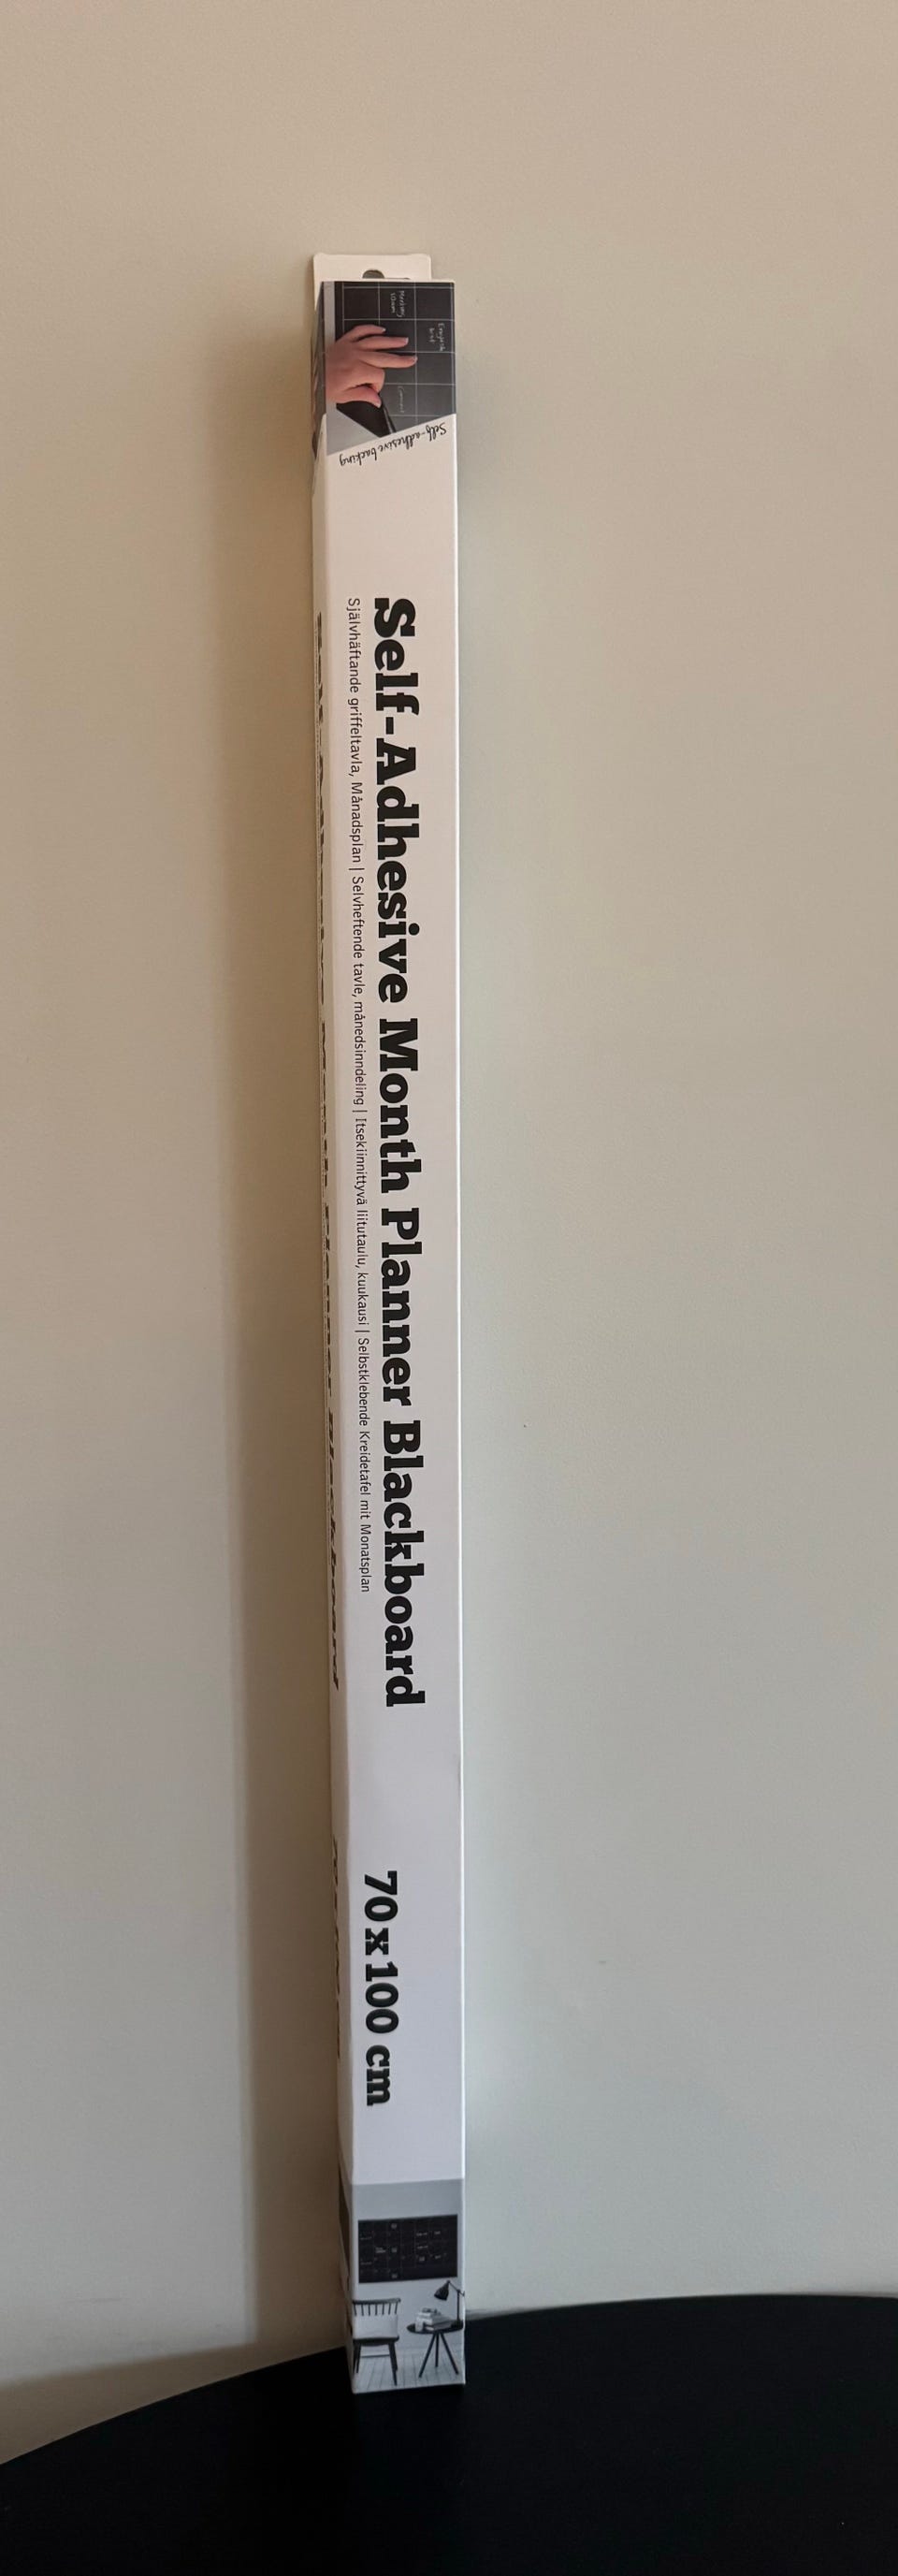 Self-adhesive backing
Self-Adhesive Month Planner Blackboard
Självhäftande griffeltavla, Månadsplan | Selvheftende tavle, månedsinndeling | Itsekiinnittyvä liitutaulu, kuukausi | Selbstklebende Kreidetafel mit Monatsplan
70 x 100 cm